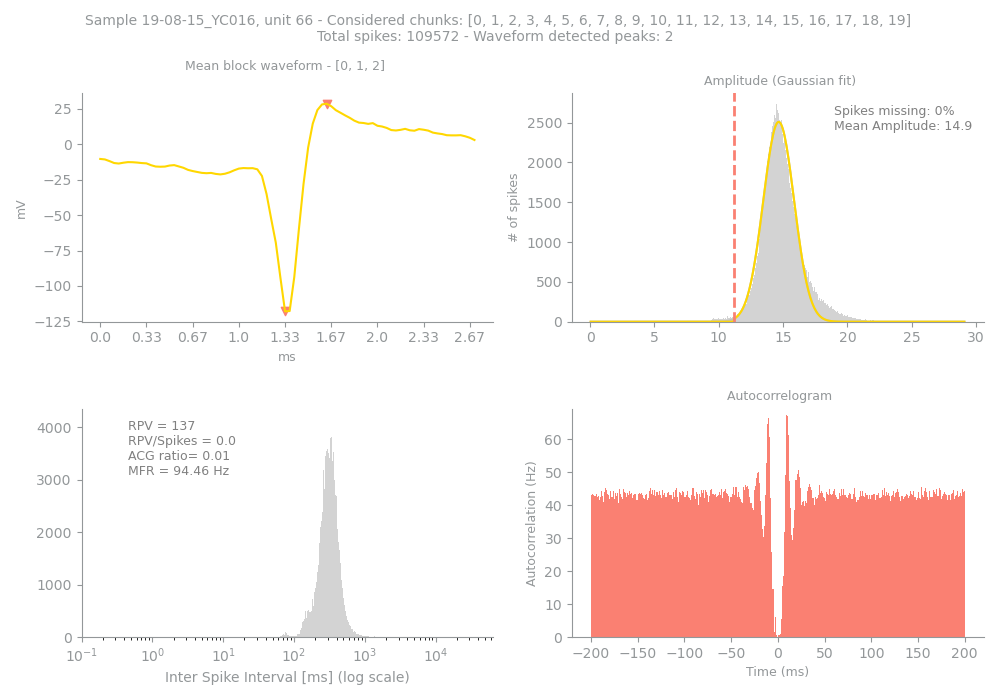 Sample 19-08-15_YC016, unit 66 - Considered chunks: [0, 1, 2, 3, 4, 5, 6, 7, 8, 9, 10, 11, 12, 13, 14, 15, 16, 17, 18, 19]
Total spikes: 109572 - Waveform detected peaks: 2
Mean block waveform - [0, 1, 2]
25
0
−25
−50
−75
−100
−125
mV
0.0 0.33 0.67 1.0 1.33 1.67 2.0 2.33 2.67
ms
Amplitude (Gaussian fit)
Spikes missing: 0%
Mean Amplitude: 14.9
2500
2000
1500
1000
500
0
# of spikes
0 5 10 15 20 25 30
RPV = 137
RPV/Spikes = 0.0
ACG ratio= 0.01
MFR = 94.46 Hz
4000
3000
2000
1000
0
10⁻¹ 10⁰ 10¹ 10² 10³ 10⁴
Inter Spike Interval [ms] (log scale)
Autocorrelogram
60
50
40
30
20
10
0
Autocorrelation (Hz)
−200 −150 −100 −50 0 50 100 150 200
Time (ms)